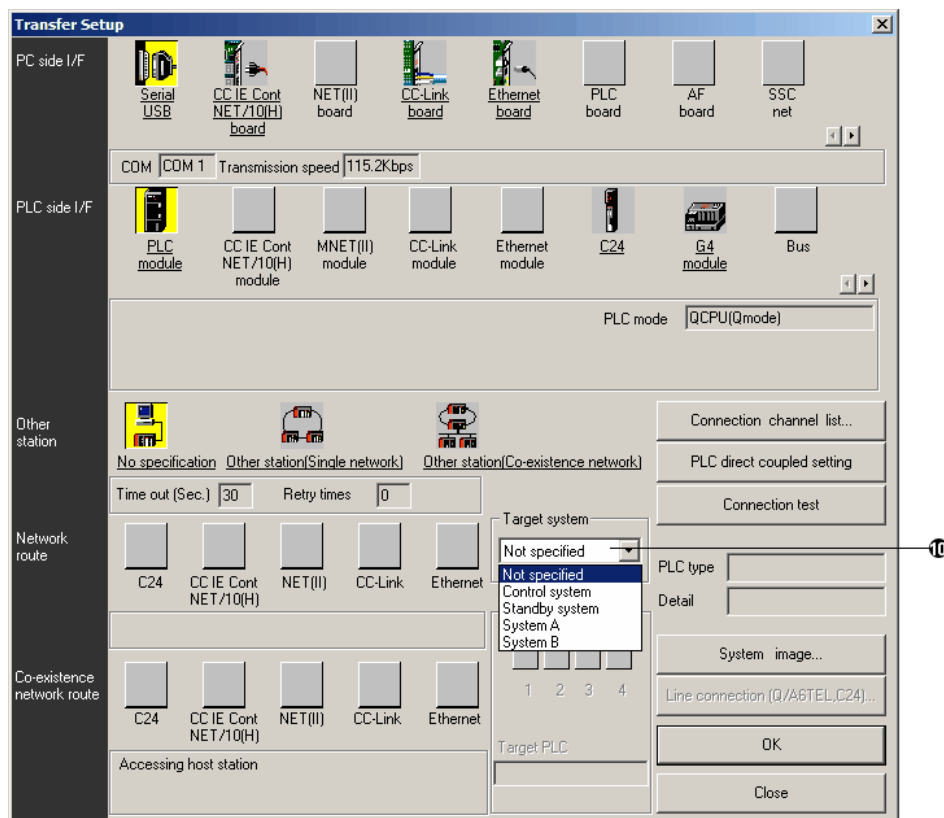 Transfer Setup
PC side I/F
Serial
USB
CC IE Cont
NET/10(H)
board
NET(II)
board
CC-Link
board
Ethernet
board
PLC
board
AF
board
SSC
net
COM COM 1 Transmission speed 115.2Kbps
PLC side I/F
PLC
module
CC IE Cont
NET/10(H)
module
MNET(II)
module
CC-Link
module
Ethernet
module
C24
G4
module
Bus
PLC mode QCPU(Qmode)
Other
station
No specification
Other station(Single network)
Other station(Co-existence network)
Connection channel list...
PLC direct coupled setting
Connection test
Time out (Sec.) 30 Retry times 0
Target system
Not specified
Not specified
Control system
Standby system
System A
System B
10
Network
route
C24
CC IE Cont
NET/10(H)
NET(II)
CC-Link
Ethernet
PLC type
Detail
System image...
Line connection (Q/A6TEL,C24)...
OK
Close
1 2 3 4
Target PLC
Co-existence
network route
C24
CC IE Cont
NET/10(H)
NET(II)
CC-Link
Ethernet
Accessing host station